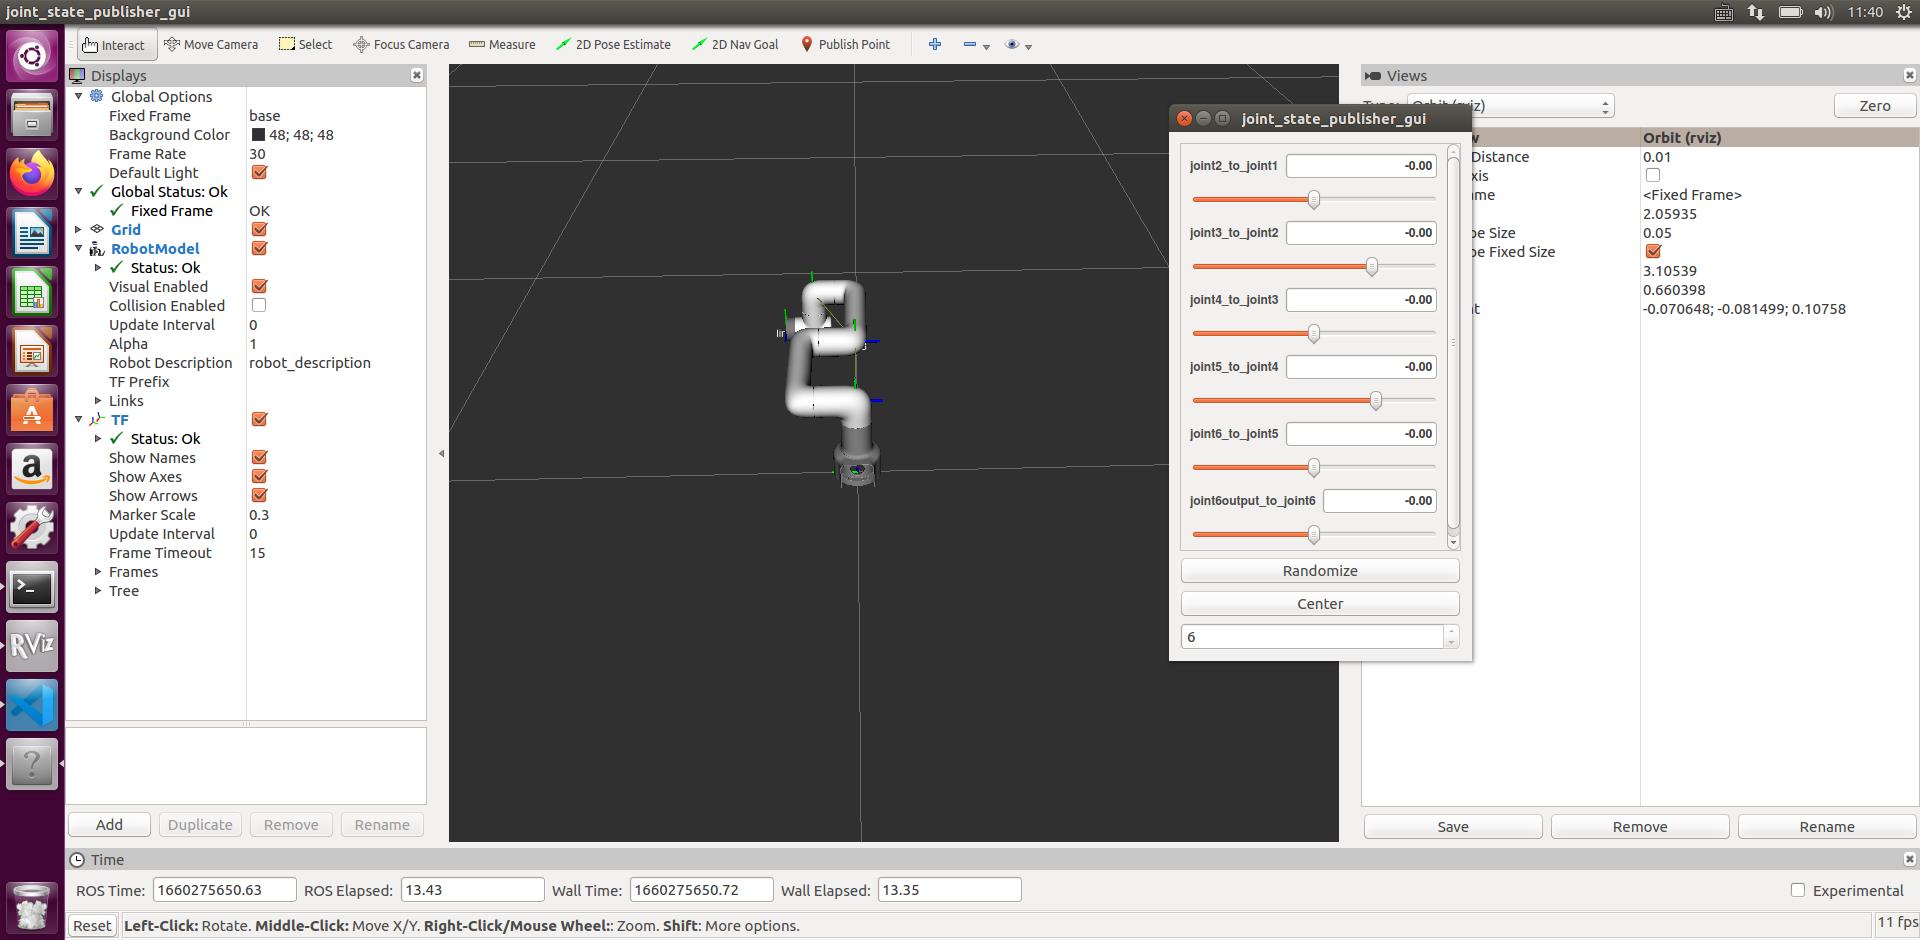 joint_state_publisher_gui
11:40
Interact Move Camera Select Focus Camera Measure 2D Pose Estimate 2D Nav Goal Publish Point
Displays
Global Options
Fixed Frame base
Background Color 48; 48; 48
Frame Rate 30
Default Light
Global Status: Ok
Fixed Frame OK
Grid
RobotModel
Status: Ok
Visual Enabled
Collision Enabled
Update Interval 0
Alpha 1
Robot Description robot_description
TF Prefix
Links
TF
Status: Ok
Show Names
Show Axes
Show Arrows
Marker Scale 0.3
Update Interval 0
Frame Timeout 15
Frames
Tree
Add Duplicate Remove Rename
joint_state_publisher_gui
joint2_to_joint1 -0.00
joint3_to_joint2 -0.00
joint4_to_joint3 -0.00
joint5_to_joint4 -0.00
joint6_to_joint5 -0.00
joint6output_to_joint6 -0.00
Randomize
Center
6
Views
Zero
Orbit (rviz)
Distance 0.01
<Fixed Frame>
2.05935
Size 0.05
Fixed Size
3.10539
0.660398
-0.070648; -0.081499; 0.10758
Save Remove Rename
RViz
Time
ROS Time: 1660275650.63 ROS Elapsed: 13.43 Wall Time: 1660275650.72 Wall Elapsed: 13.35 Experimental
Reset Left-Click: Rotate. Middle-Click: Move X/Y. Right-Click/Mouse Wheel:: Zoom. Shift: More options. 11 fps